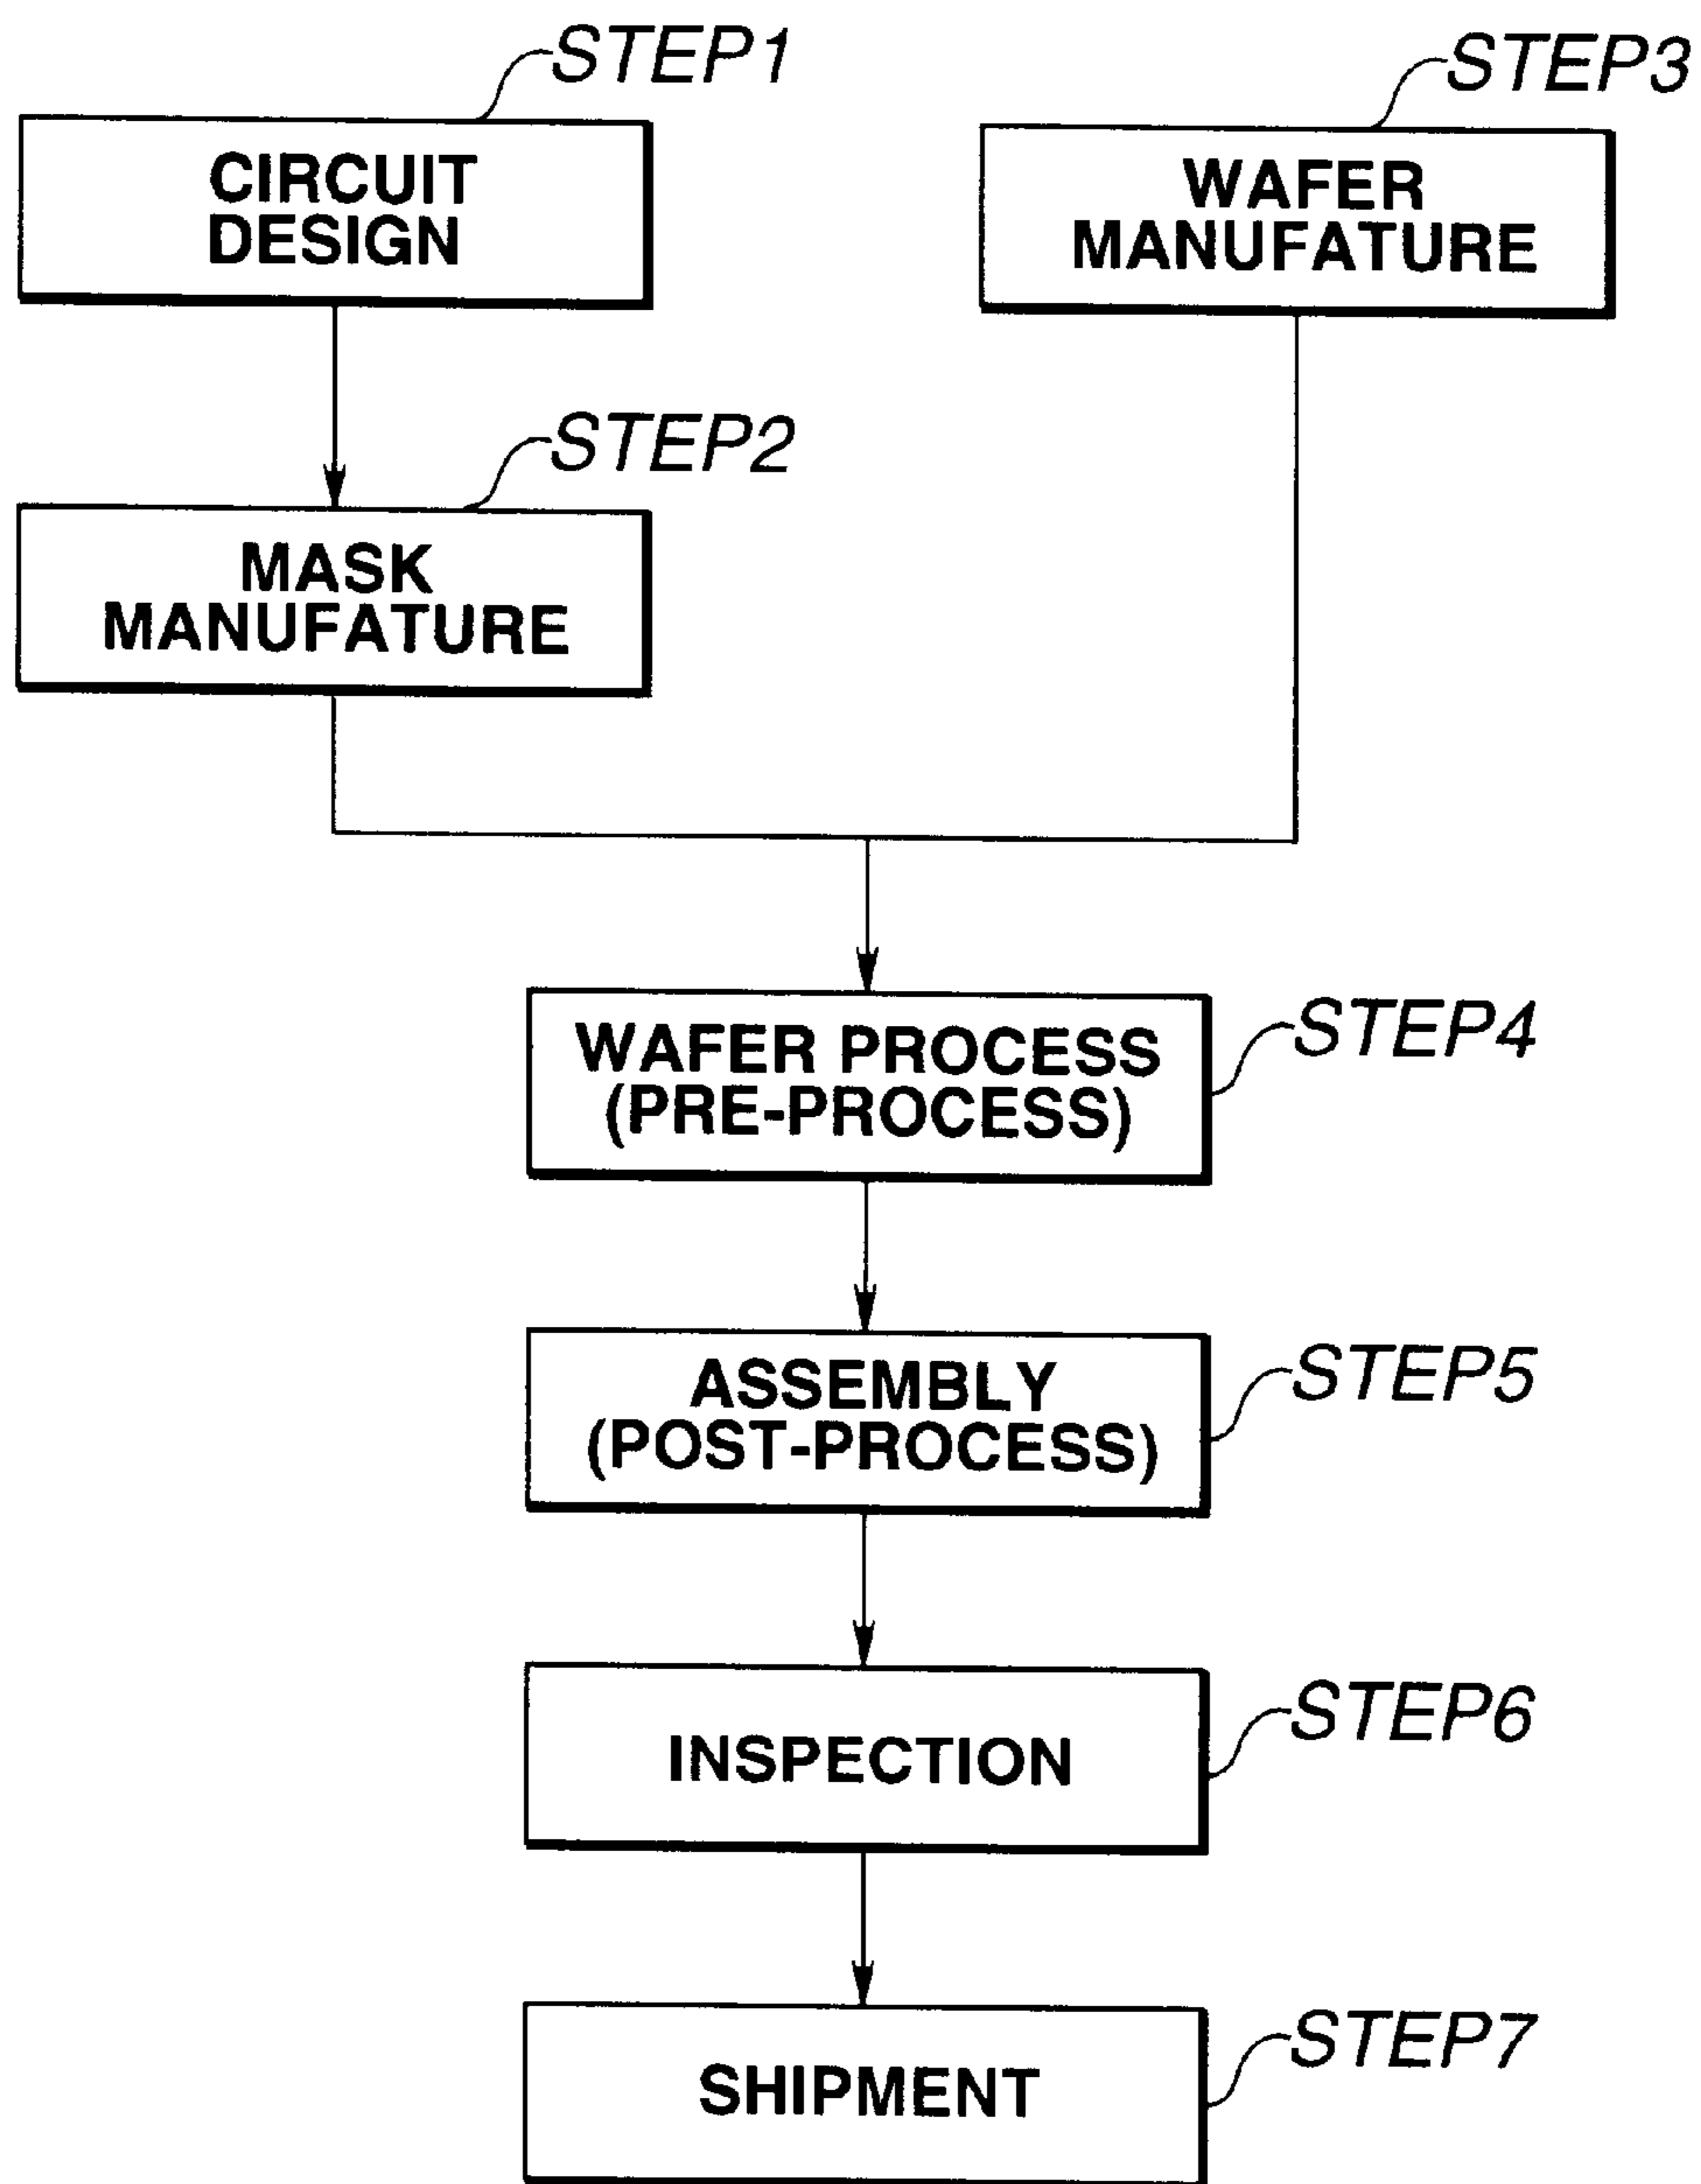 STEP1
CIRCUIT
DESIGN
STEP3
WAFER
MANUFATURE
STEP2
MASK
MANUFATURE
WAFER PROCESS
(PRE-PROCESS)
STEP4
ASSEMBLY
(POST-PROCESS)
STEP5
INSPECTION
STEP6
SHIPMENT
STEP7